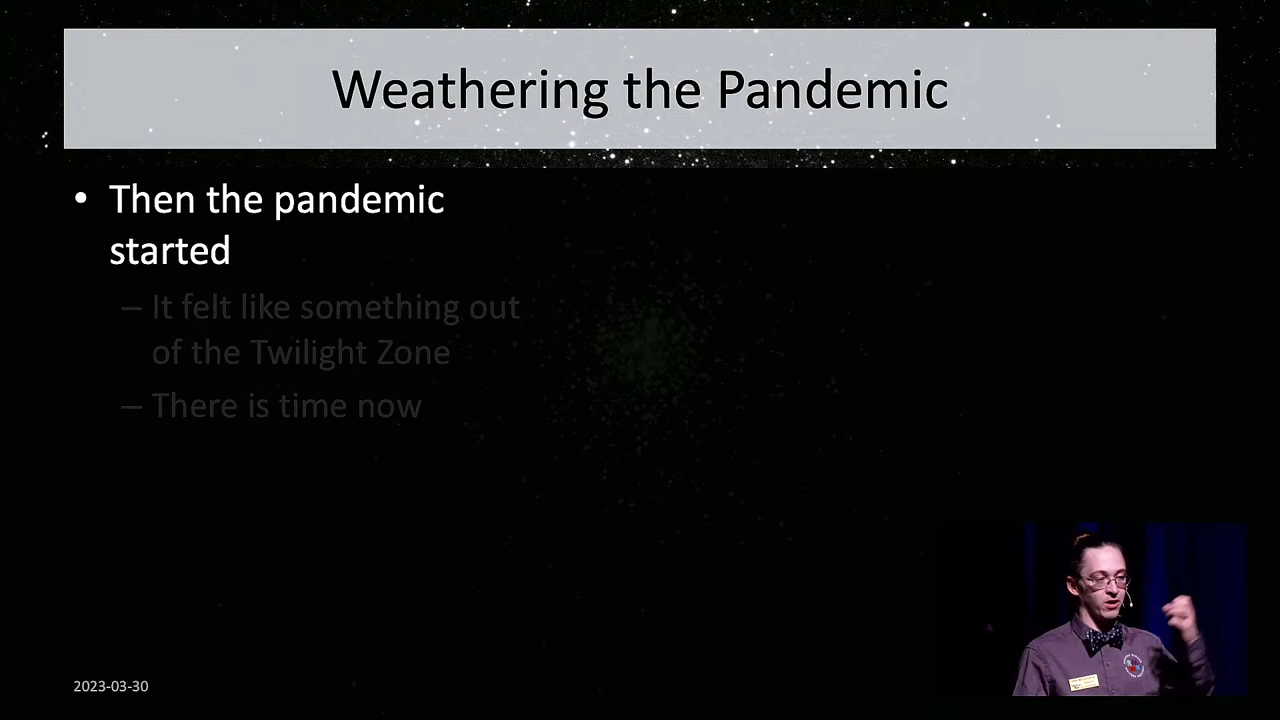 Weathering the Pandemic
• Then the pandemic
started
– It felt like something out
of the Twilight Zone
– There is time now
2023-03-30